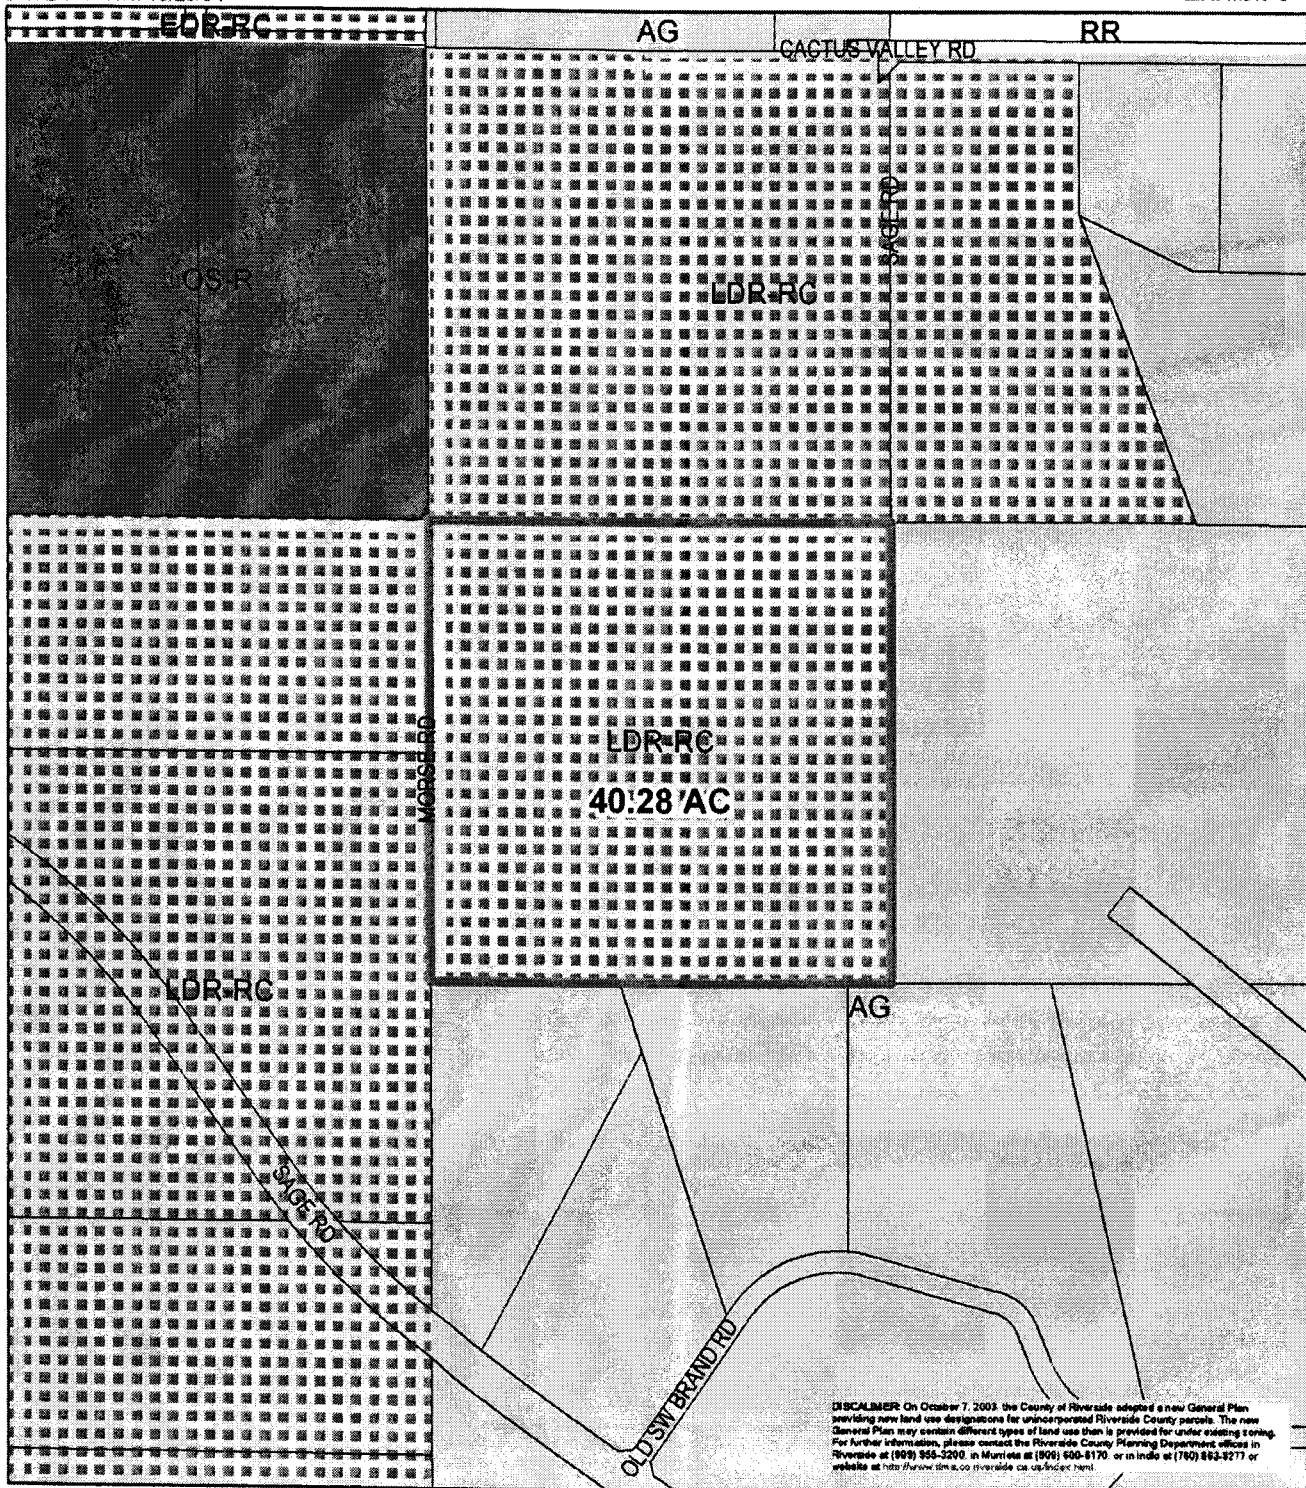 EDR-RC
AG
RR
CACTUS VALLEY RD
OS-R
SAGE RD
LDR-RC
MORSE RD
LDR-RC
40.28 AC
LDR-RC
AG
SAGE RD
OLD SW BRAND RD
DISCALIMER: On October 7, 2003, the County of Riverside adopted a new General Plan
providing new land use designations for unincorporated Riverside County parcels. The new
General Plan may contain different types of land use than is provided for under existing zoning.
For further information, please contact the Riverside County Planning Department offices in
Riverside at (909) 955-3200, in Murrieta at (909) 600-6170, or in Indio at (760) 863-8277 or
website at